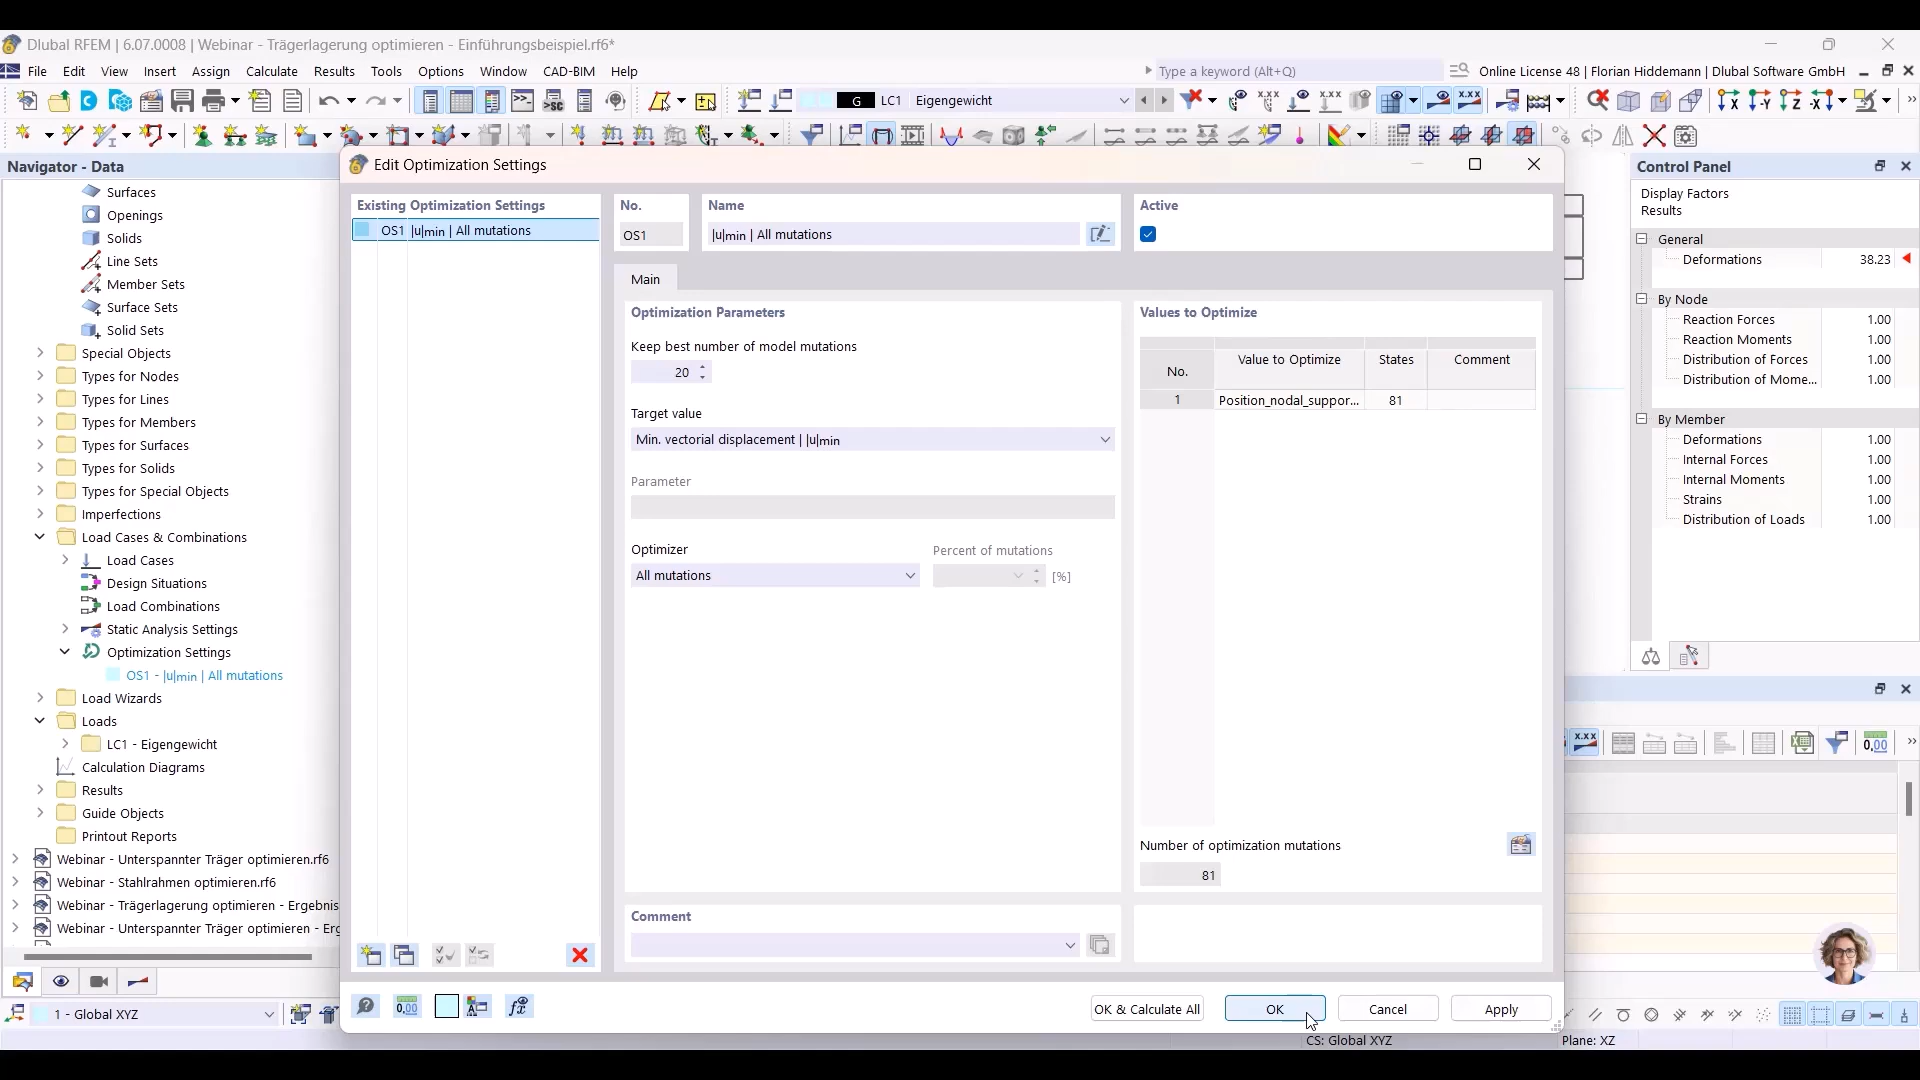 Dlubal RFEM | 6.07.0008 | Webinar - Trägerlagerung optimieren - Einführungsbeispiel.rf6*
File Edit View Insert Assign Calculate Results Tools Options Window CAD-BIM Help
Type a keyword (Alt+Q)
Online License 48 | Florian Hiddemann | Dlubal Software GmbH
G LC1 Eigengewicht
Navigator - Data
Surfaces
Openings
Solids
Line Sets
Member Sets
Surface Sets
Solid Sets
Special Objects
Types for Nodes
Types for Lines
Types for Members
Types for Surfaces
Types for Solids
Types for Special Objects
Imperfections
Load Cases & Combinations
Load Cases
Design Situations
Load Combinations
Static Analysis Settings
Optimization Settings
OS1 - |u|min | All mutations
Load Wizards
Loads
LC1 - Eigengewicht
Calculation Diagrams
Results
Guide Objects
Printout Reports
Webinar - Unterspannter Träger optimieren.rf6
Webinar - Stahlrahmen optimieren.rf6
Webinar - Trägerlagerung optimieren - Ergebnis
Webinar - Unterspannter Träger optimieren - Erg
1 - Global XYZ
Edit Optimization Settings
Existing Optimization Settings
OS1 |u|min | All mutations
No.
OS1
Name
|u|min | All mutations
Active
Main
Optimization Parameters
Keep best number of model mutations
20
Target value
Min. vectorial displacement | |u|min
Parameter
Optimizer
All mutations
Percent of mutations
[%]
Values to Optimize
No. Value to Optimize States Comment
1 Position_nodal_suppor... 81
Number of optimization mutations
81
Comment
OK & Calculate All
OK
Cancel
Apply
CS: Global XYZ
Plane: XZ
Control Panel
Display Factors
Results
General
Deformations 38.23
By Node
Reaction Forces 1.00
Reaction Moments 1.00
Distribution of Forces 1.00
Distribution of Mome... 1.00
By Member
Deformations 1.00
Internal Forces 1.00
Internal Moments 1.00
Strains 1.00
Distribution of Loads 1.00